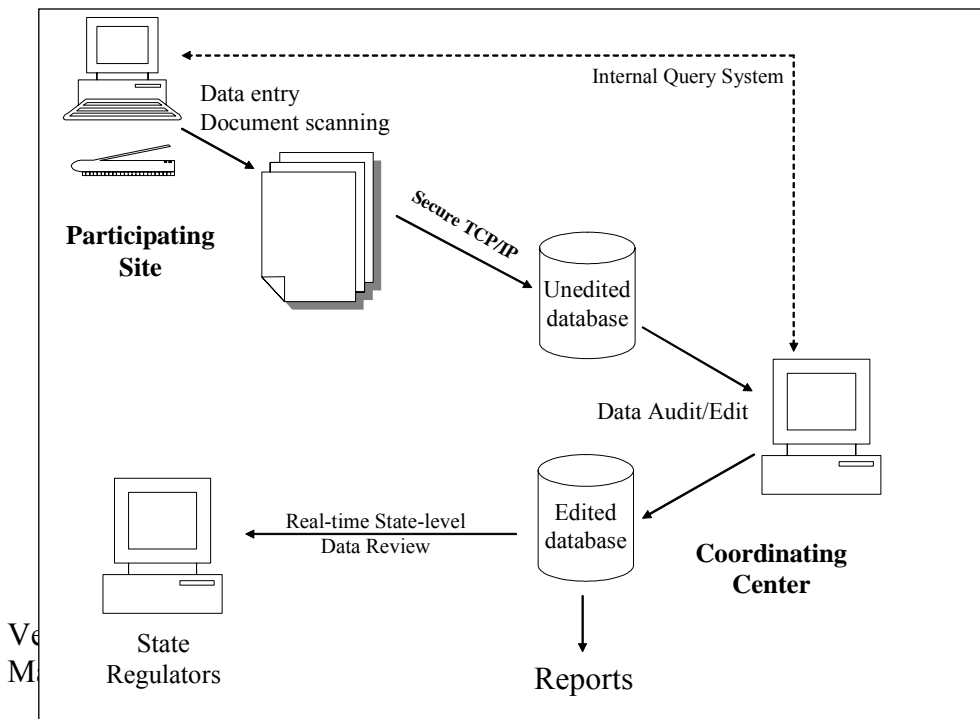 Internal Query System
Data entry
Document scanning
Participating
Site
Secure TCP/IP
Unedited
database
Data Audit/Edit
Real-time State-level
Data Review
Edited
database
Coordinating
Center
State
Regulators
Reports